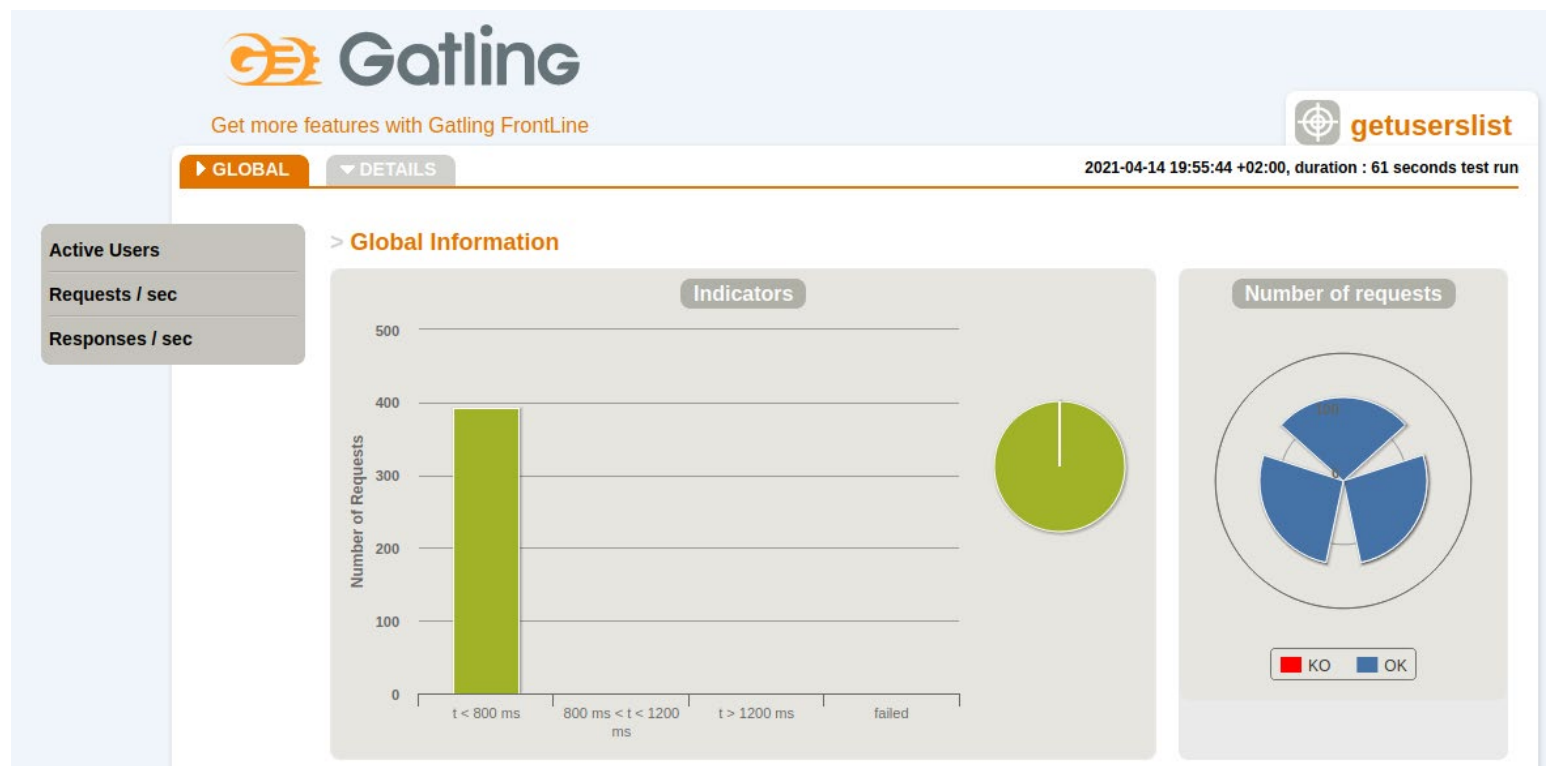 Gatling
Get more features with Gatling FrontLine
getuserslist
GLOBAL
DETAILS
2021-04-14 19:55:44 +02:00, duration : 61 seconds test run
Active Users
Requests / sec
Responses / sec
> Global Information
Indicators
500
400
300
200
100
0
Number of Requests
t < 800 ms
800 ms < t < 1200
ms
t > 1200 ms
failed
Number of requests
100
0
KO
OK